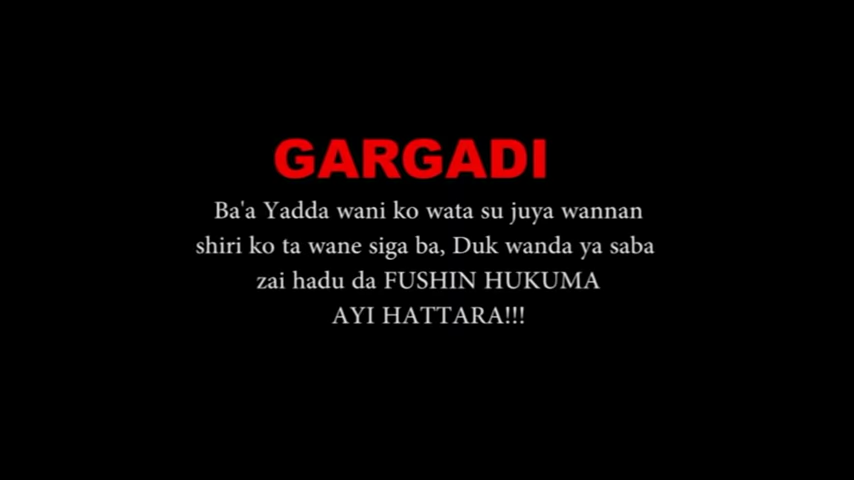 GARGADI
Ba'a Yadda wani ko wata su juya wannan
shiri ko ta wane siga ba, Duk wanda ya saba
zai hadu da FUSHIN HUKUMA
AYI HATTARA!!!